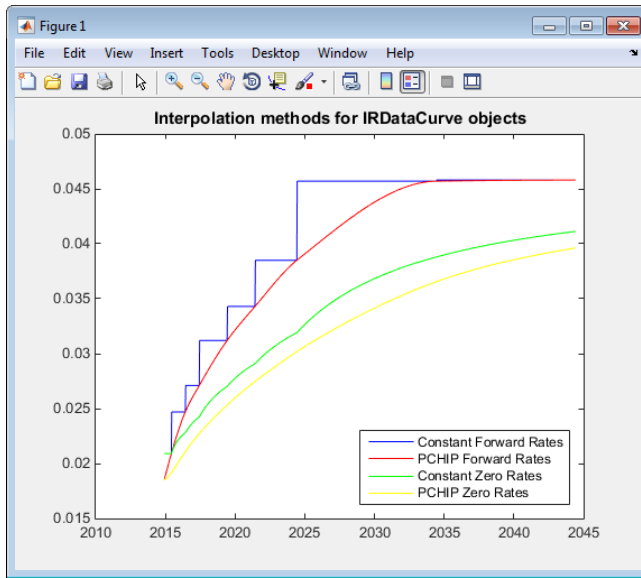 Figure 1
File Edit View Insert Tools Desktop Window Help
Interpolation methods for IRDataCurve objects
0.05
0.045
0.04
0.035
0.03
0.025
0.02
0.015
Constant Forward Rates
PCHIP Forward Rates
Constant Zero Rates
PCHIP Zero Rates
2010 2015 2020 2025 2030 2035 2040 2045